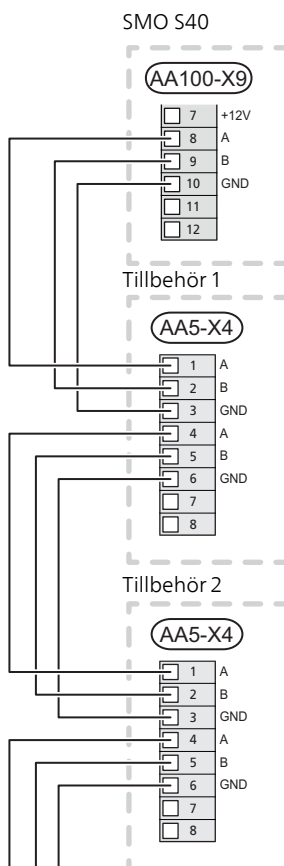 SMO S40
AA100-X9
7 +12V
8 A
9 B
10 GND
11
12
Tillbehör 1
AA5-X4
1 A
2 B
3 GND
4 A
5 B
6 GND
7
8
Tillbehör 2
AA5-X4
1 A
2 B
3 GND
4 A
5 B
6 GND
7
8